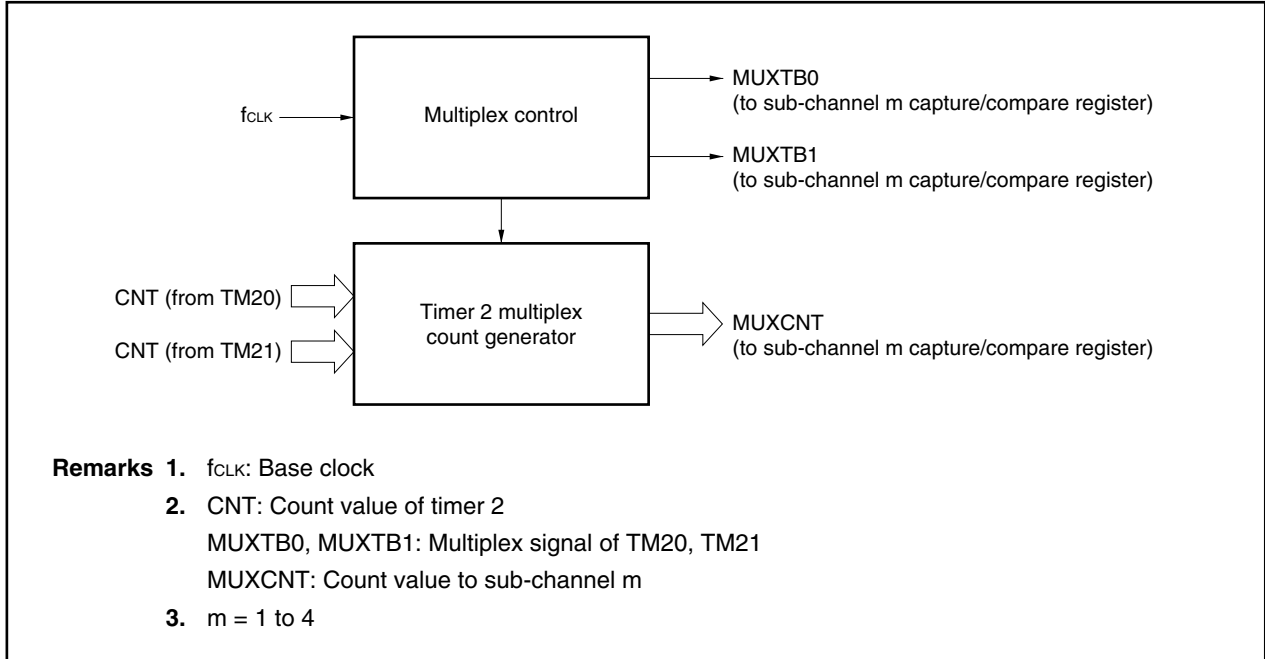 MUXTB0
(to sub-channel m capture/compare register)
fCLK
Multiplex control
MUXTB1
(to sub-channel m capture/compare register)
CNT (from TM20)
CNT (from TM21)
Timer 2 multiplex
count generator
MUXCNT
(to sub-channel m capture/compare register)
Remarks 1. fCLK: Base clock
2. CNT: Count value of timer 2
MUXTB0, MUXTB1: Multiplex signal of TM20, TM21
MUXCNT: Count value to sub-channel m
3. m = 1 to 4